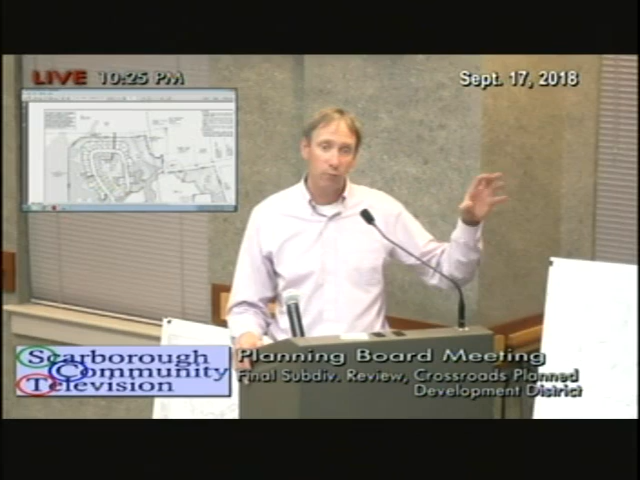 LIVE 10:25 PM
Sept. 17, 2018
Scarborough
Community
Television
Planning Board Meeting
Final Subdiv. Review, Crossroads Planned
Development District